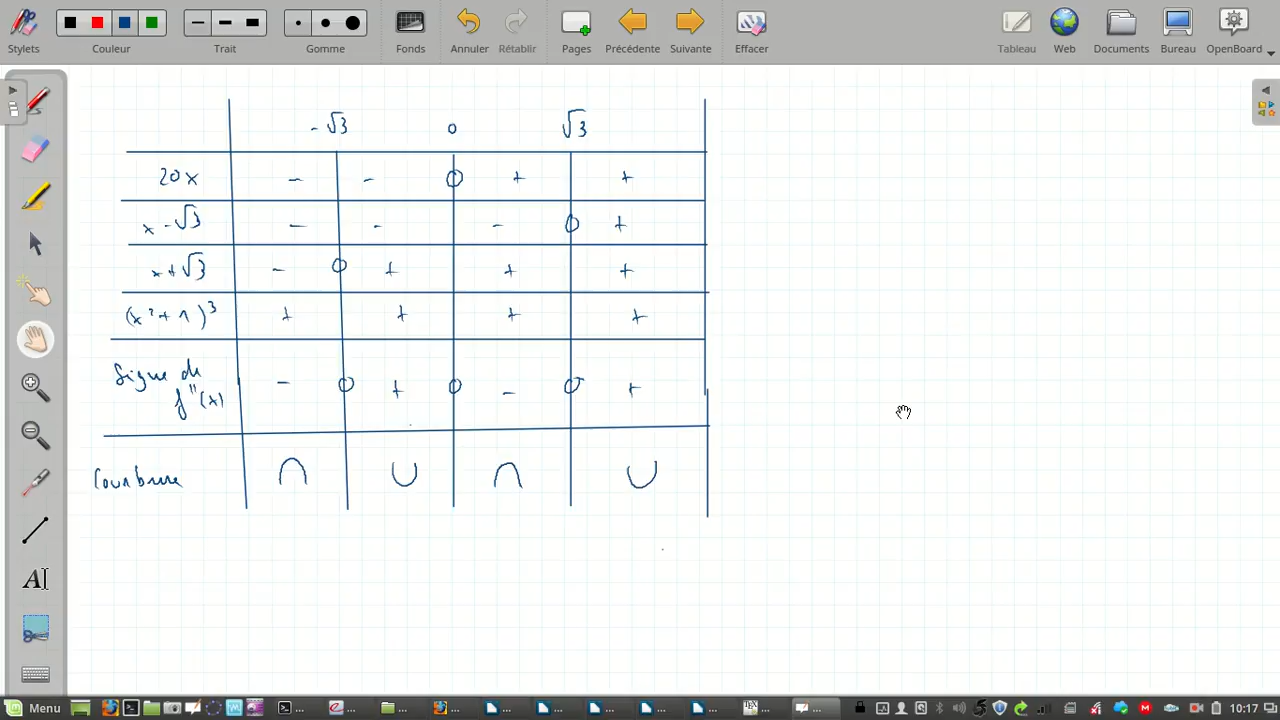 Stylets Couleur Trait Gomme Fonds Annuler Rétablir Pages Précédente Suivante Effacer Tableau Web Documents Bureau OpenBoard
-√3 0 √3
20x - - 0 + +
x-√3 - - - 0 +
x+√3 - 0 + + +
(x²+1)³ + + + +
Signe de
f''(x) - 0 + 0 - 0 +
Courbure ∩ ∪ ∩ ∪
Menu ... ... ... ... ... ... ... ... ... ... ... 10:17